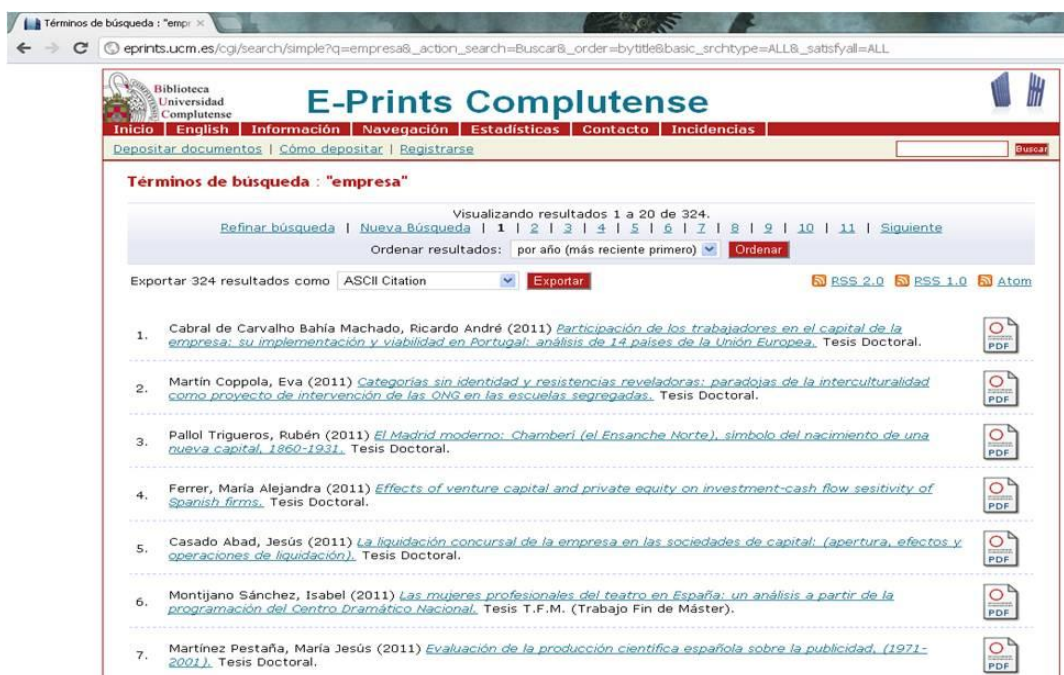 Términos de búsqueda : "empr
eprints.ucm.es/cgi/search/simple?q=empresa&_action_search=Buscar&_order=bytitle&basic_srchtype=ALL&_satisfyall=ALL
Biblioteca
Universidad
Complutense
E-Prints Complutense
Inicio | English | Información | Navegación | Estadísticas | Contacto | Incidencias |
Depositar documentos | Cómo depositar | Registrarse
Buscar
Términos de búsqueda : "empresa"
Visualizando resultados 1 a 20 de 324.
Refinar búsqueda | Nueva Búsqueda | 1 | 2 | 3 | 4 | 5 | 6 | 7 | 8 | 9 | 10 | 11 | Siguiente
Ordenar resultados: por año (más reciente primero) Ordenar
Exportar 324 resultados como ASCII Citation Exportar RSS 2.0 RSS 1.0 Atom
1. Cabral de Carvalho Bahía Machado, Ricardo André (2011) Participación de los trabajadores en el capital de la
empresa: su implementación y viabilidad en Portugal: análisis de 14 países de la Unión Europea. Tesis Doctoral.
PDF
2. Martín Coppola, Eva (2011) Categorías sin identidad y resistencias reveladoras: paradojas de la interculturalidad
como proyecto de intervención de las ONG en las escuelas segregadas. Tesis Doctoral.
PDF
3. Pallol Trigueros, Rubén (2011) El Madrid moderno: Chamberí (el Ensanche Norte), símbolo del nacimiento de una
nueva capital, 1860-1931. Tesis Doctoral.
PDF
4. Ferrer, María Alejandra (2011) Effects of venture capital and private equity on investment-cash flow sesitivity of
Spanish firms. Tesis Doctoral.
PDF
5. Casado Abad, Jesús (2011) La liquidación concursal de la empresa en las sociedades de capital: (apertura, efectos y
operaciones de liquidación). Tesis Doctoral.
PDF
6. Montijano Sánchez, Isabel (2011) Las mujeres profesionales del teatro en España: un análisis a partir de la
programación del Centro Dramático Nacional. Tesis T.F.M. (Trabajo Fin de Máster).
PDF
7. Martínez Pestaña, María Jesús (2011) Evaluación de la producción científica española sobre la publicidad, (1971-
2001). Tesis Doctoral.
PDF